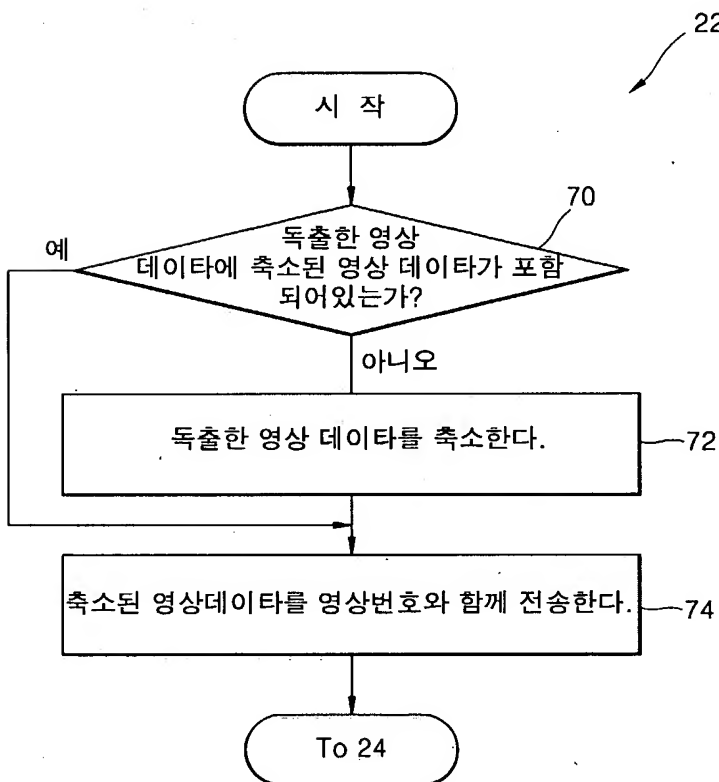 22
시 작
70
예
독출한 영상
데이타에 축소된 영상 데이타가 포함
되어있는가?
아니오
독출한 영상 데이타를 축소한다.
72
축소된 영상데이타를 영상번호와 함께 전송한다.
74
To 24